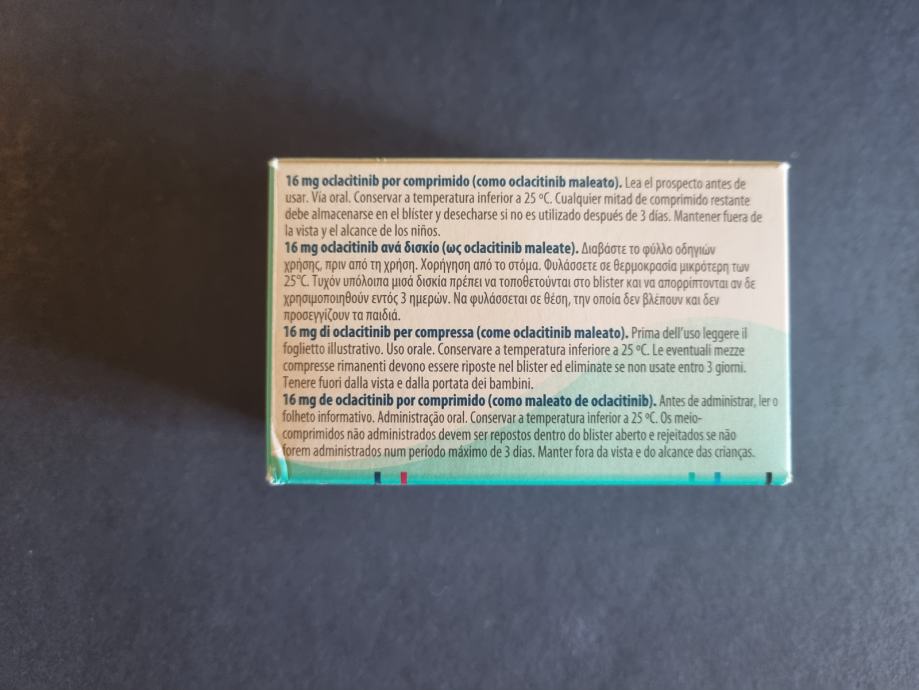 16 mg oclacitinib por comprimido (como oclacitinib maleato). Lea el prospecto antes de
usar. Vía oral. Conservar a temperatura inferior a 25 ºC. Cualquier mitad de comprimido restante
debe almacenarse en el blíster y desecharse si no es utilizado después de 3 días. Mantener fuera de
la vista y el alcance de los niños.
16 mg oclacitinib ανά δισκίο (ως oclacitinib maleate). Διαβάστε το φύλλο οδηγιών
χρήσης, πριν από τη χρήση. Χορήγηση από το στόμα. Φυλάσσετε σε θερμοκρασία μικρότερη των
25°C. Τυχόν υπόλοιπα μισά δισκία πρέπει να τοποθετούνται στο blister και να απορρίπτονται αν δε
χρησιμοποιηθούν εντός 3 ημερών. Να φυλάσσεται σε θέση, την οποία δεν βλέπουν και δεν
προσεγγίζουν τα παιδιά.
16 mg di oclacitinib per compressa (come oclacitinib maleato). Prima dell'uso leggere il
foglietto illustrativo. Uso orale. Conservare a temperatura inferiore a 25 ºC. Le eventuali mezze
compresse rimanenti devono essere riposte nel blister ed eliminate se non usate entro 3 giorni.
Tenere fuori dalla vista e dalla portata dei bambini.
16 mg de oclacitinib por comprimido (como maleato de oclacitinib). Antes de administrar, ler o
folheto informativo. Administração oral. Conservar a temperatura inferior a 25 ºC. Os meio-
comprimidos não administrados devem ser repostos dentro do blister aberto e rejeitados se não
forem administrados num período máximo de 3 dias. Manter fora da vista e do alcance das crianças.